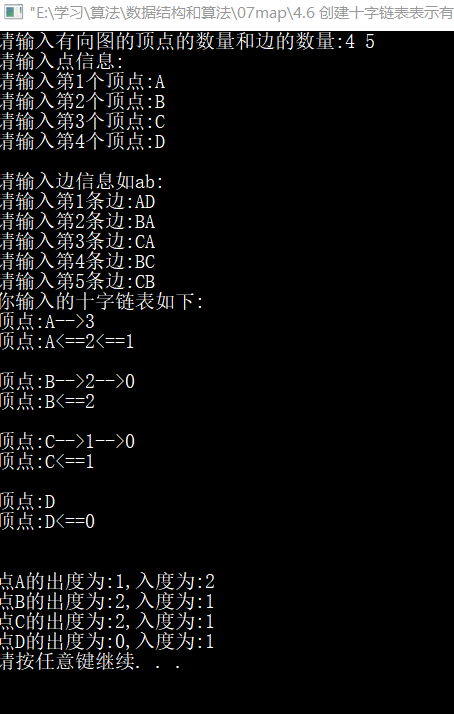 "E:\学习\算法\数据结构和算法\07map\4.6 创建十字链表表示有
请输入有向图的顶点的数量和边的数量:4 5
请输入点信息:
请输入第1个顶点:A
请输入第2个顶点:B
请输入第3个顶点:C
请输入第4个顶点:D
请输入边信息如ab:
请输入第1条边:AD
请输入第2条边:BA
请输入第3条边:CA
请输入第4条边:BC
请输入第5条边:CB
你输入的十字链表如下:
顶点:A-->3
顶点:A<==2<==1
顶点:B-->2-->0
顶点:B<==2
顶点:C-->1-->0
顶点:C<==1
顶点:D
顶点:D<==0
点A的出度为:1,入度为:2
点B的出度为:2,入度为:1
点C的出度为:2,入度为:1
点D的出度为:0,入度为:1
请按任意键继续. . .